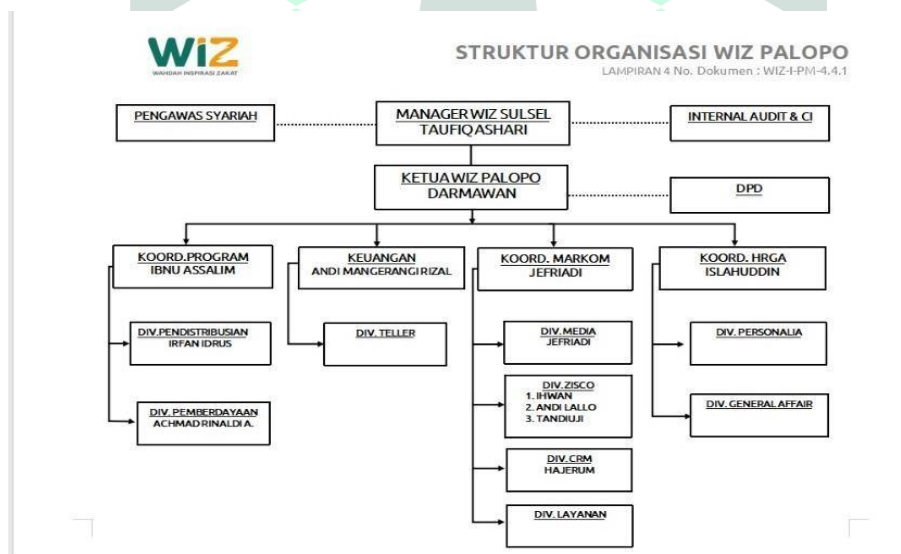 WIZ
WAHDAH INSPIRASI ZAKAT
STRUKTUR ORGANISASI WIZ PALOPO
LAMPIRAN 4 No. Dokumen : WIZ-I-PM-4.4.1
PENGAWAS SYARIAH
MANAGER WIZ SULSEL
TAUFIQ ASHARI
INTERNAL AUDIT & CI
KETUA WIZ PALOPO
DARMAWAN
DPD
KOORD.PROGRAM
IBNU ASSALIM
KEUANGAN
ANDI MANGERANGI RIZAL
KOORD. MARKOM
JEFRIADI
KOORD. HRGA
ISLAHUDDIN
DIV.PENDISTRIBUSIAN
IRFAN IDRUS
DIV. TELLER
DIV. MEDIA
JEFRIADI
DIV. PERSONALIA
DIV. PEMBERDAYAAN
ACHMAD RINALDI A.
DIV.ZISCO
1. IHWAN
2. ANDI LALLO
3. TANDIUJI
DIV. GENERAL AFFAIR
DIV.CRM
HAJERUM
DIV. LAYANAN